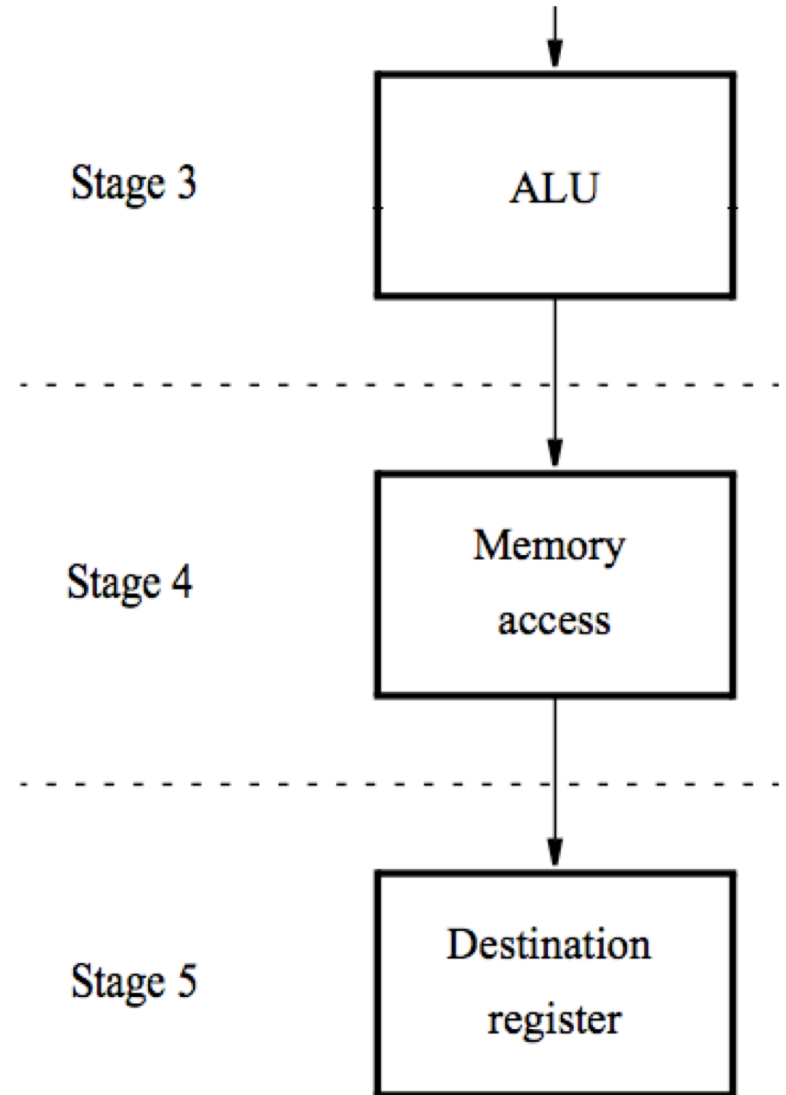 Stage 3
ALU
Stage 4
Memory
access
Stage 5
Destination
register